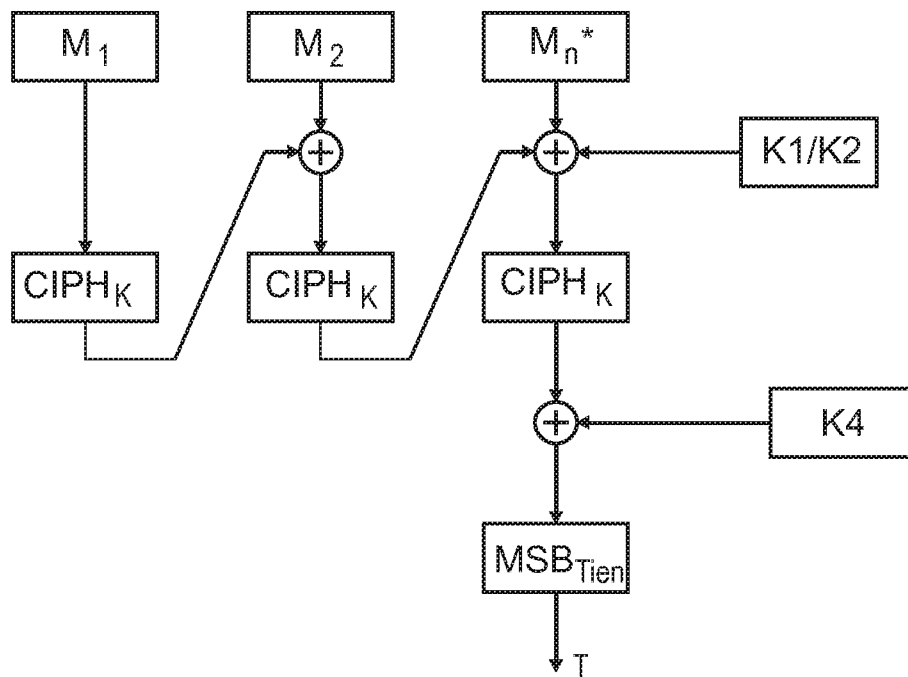 M1
M2
Mn*
K1/K2
CIPHK
CIPHK
CIPHK
K4
MSBTien
T